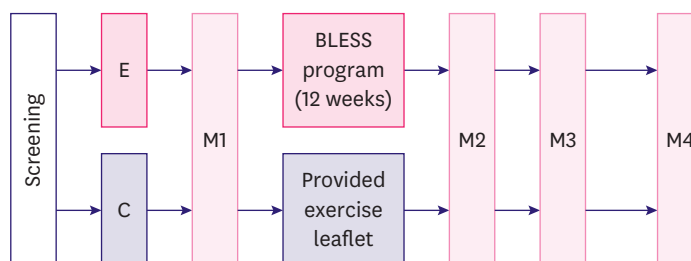 Screening
E
M1
BLESS
program
(12 weeks)
M2
M3
M4
C
Provided
exercise
leaflet